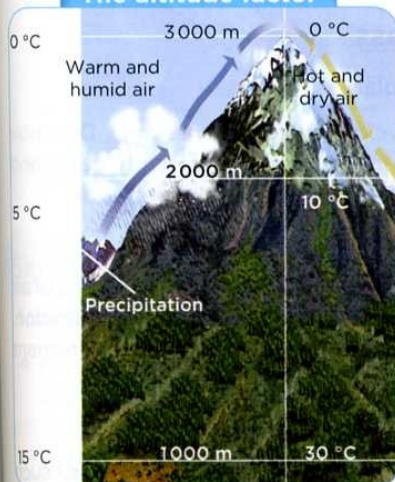 The altitude factor
0 °C
3000 m
0 °C
Warm and
humid air
Hot and
dry air
2000 m
5 °C
10 °C
Precipitation
15 °C
1000 m
30 °C